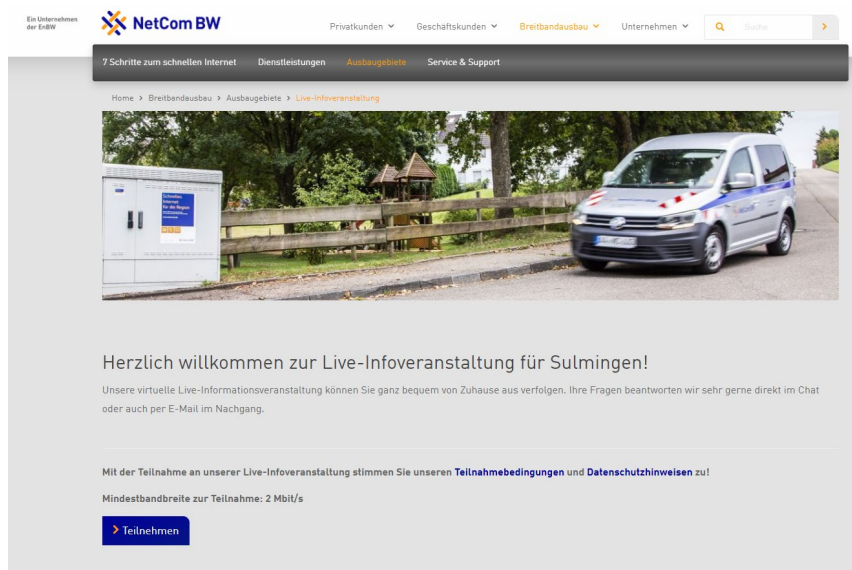 Ein Unternehmen
der EnBW
NetCom BW
Privatkunden
Geschäftskunden
Breitbandausbau
Unternehmen
Suche
7 Schritte zum schnellen Internet
Dienstleistungen
Ausbaugebiete
Service & Support
Home > Breitbandausbau > Ausbaugebiete > Live-Infoveranstaltung
Schnelles
Internet
für die Region
Herzlich willkommen zur Live-Infoveranstaltung für Sulmingen!
Unsere virtuelle Live-Informationsveranstaltung können Sie ganz bequem von Zuhause aus verfolgen. Ihre Fragen beantworten wir sehr gerne direkt im Chat
oder auch per E-Mail im Nachgang.
Mit der Teilnahme an unserer Live-Infoveranstaltung stimmen Sie unseren Teilnahmebedingungen und Datenschutzhinweisen zu!
Mindestbandbreite zur Teilnahme: 2 Mbit/s
> Teilnehmen